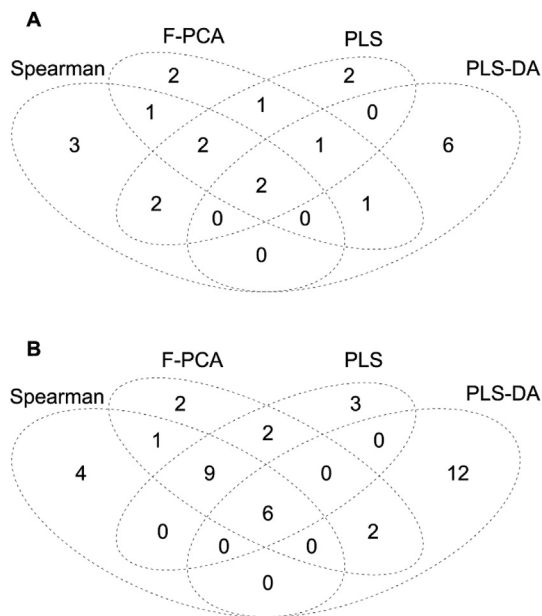 A
F-PCA PLS
Spearman PLS-DA
2 2
1 1 0
3 2 1 6
2
2 0 0 1
0
B
F-PCA PLS
Spearman PLS-DA
2 3
1 2 0
4 9 0 12
6
0 0 0 2
0